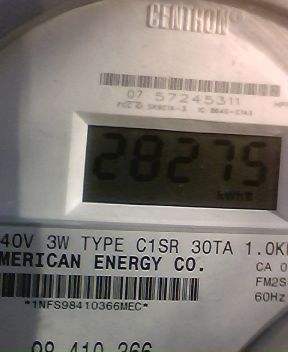 CENTRON®
07 57245311
28275
kWh
40V 3W TYPE C1SR 30TA 1.0K
MERICAN ENERGY CO.
CA 0
FM2S
60Hz
*1NFS98410366MEC*
98 410 366